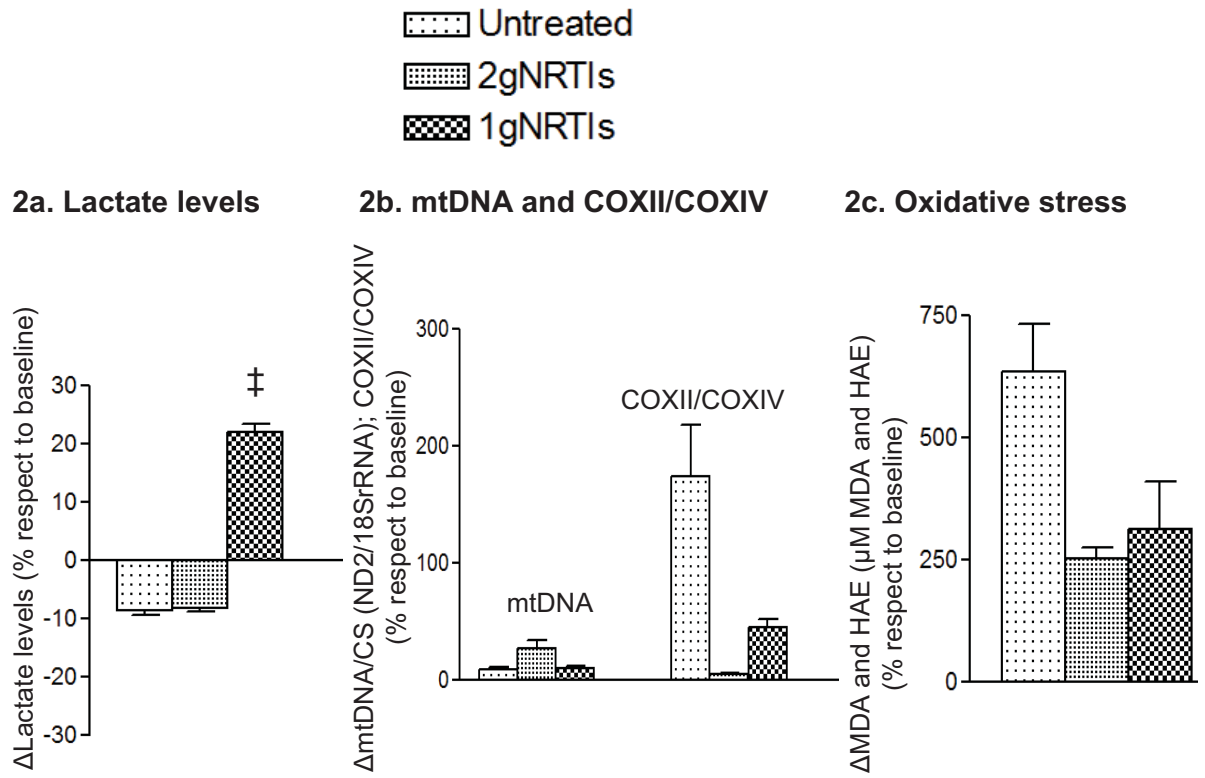 Untreated
2gNRTIs
1gNRTIs
2a. Lactate levels
2b. mtDNA and COXII/COXIV
2c. Oxidative stress
ΔLactate levels (% respect to baseline)
30
20
10
0
-10
-20
-30
‡
ΔmtDNA/CS (ND2/18SrRNA); COXII/COXIV
(% respect to baseline)
300
200
100
0
mtDNA
COXII/COXIV
ΔMDA and HAE (µM MDA and HAE)
(% respect to baseline)
750
500
250
0